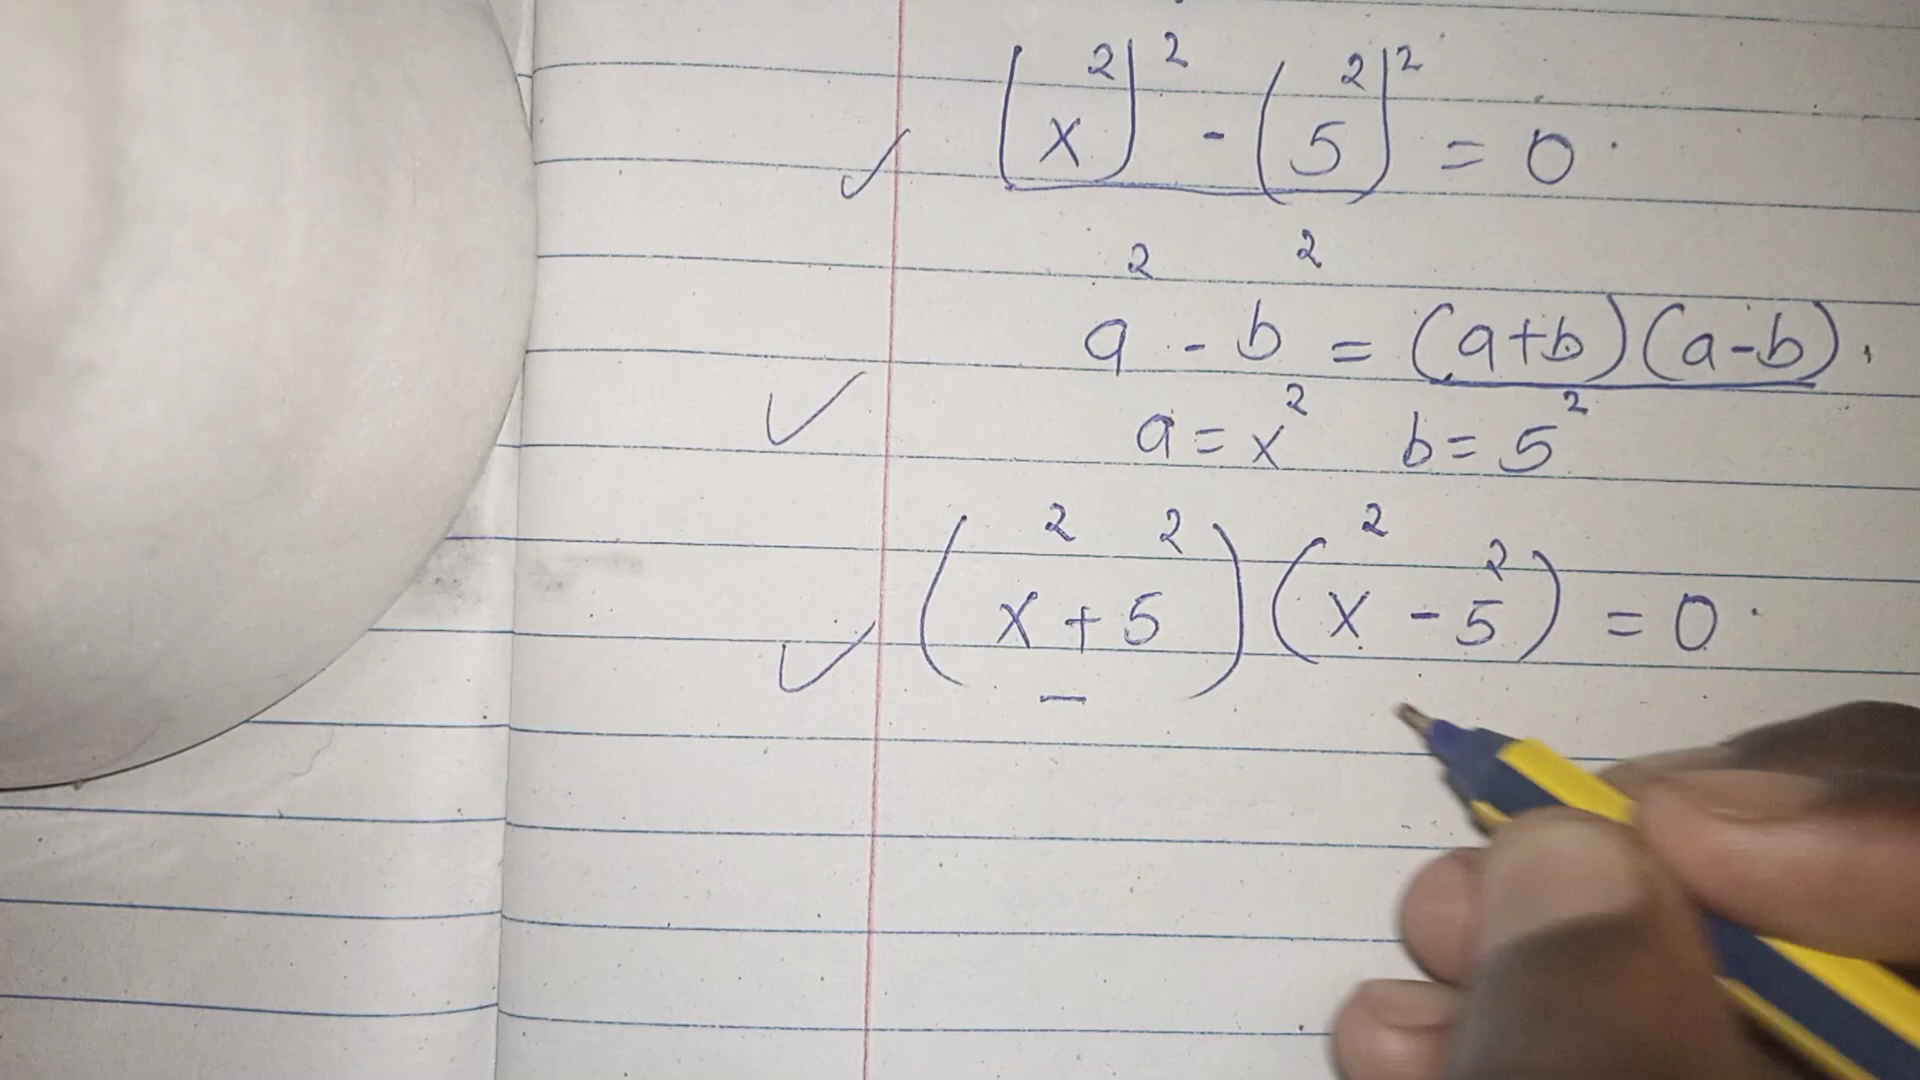 (x²)² - (5²)² = 0
a² - b² = (a+b)(a-b).
a = x² b = 5²
(x² + 5²)(x² - 5²) = 0